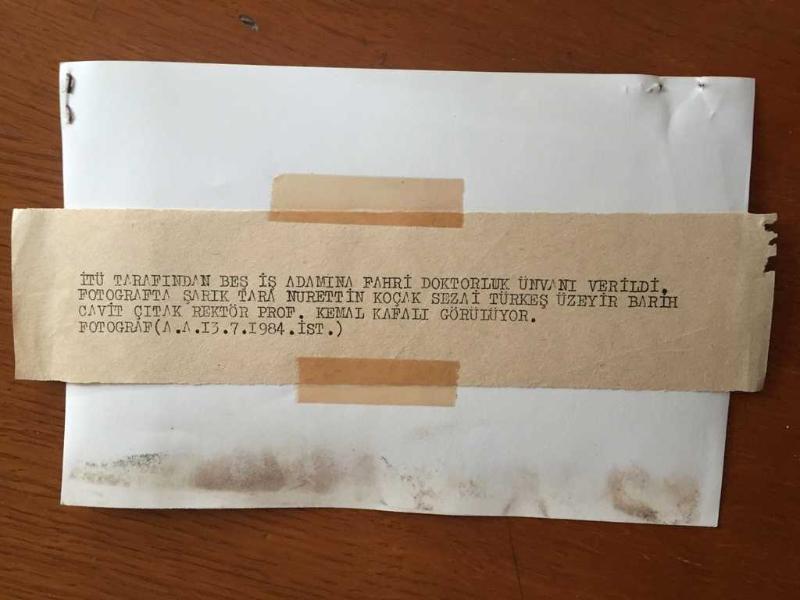 İTÜ TARAFINDAN BEŞ İŞ ADAMINA FAHRİ DOKTORLUK ÜNVANI VERİLDİ.
FOTOGRAFTA ŞARIK TARA NURETTİN KOÇAK SEZAİ TÜRKEŞ ÜZEYİR BARİH
CAVİT ÇITAK REKTÖR PROF. KEMAL KAFALI GÖRÜLÜYOR.
FOTOGRAF(A.A.13.7.1984.İST.)